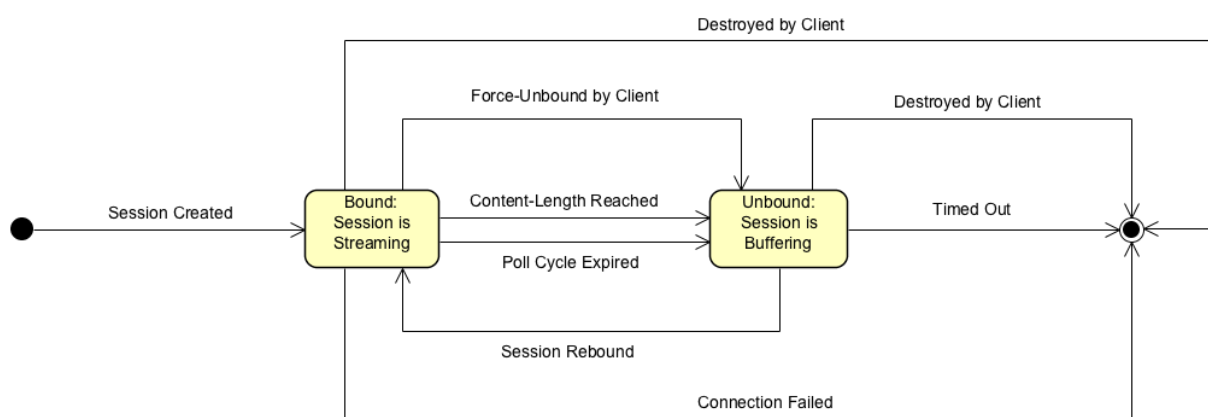 Destroyed by Client
Force-Unbound by Client
Destroyed by Client
Session Created
Bound:
Session is
Streaming
Content-Length Reached
Poll Cycle Expired
Unbound:
Session is
Buffering
Timed Out
Session Rebound
Connection Failed